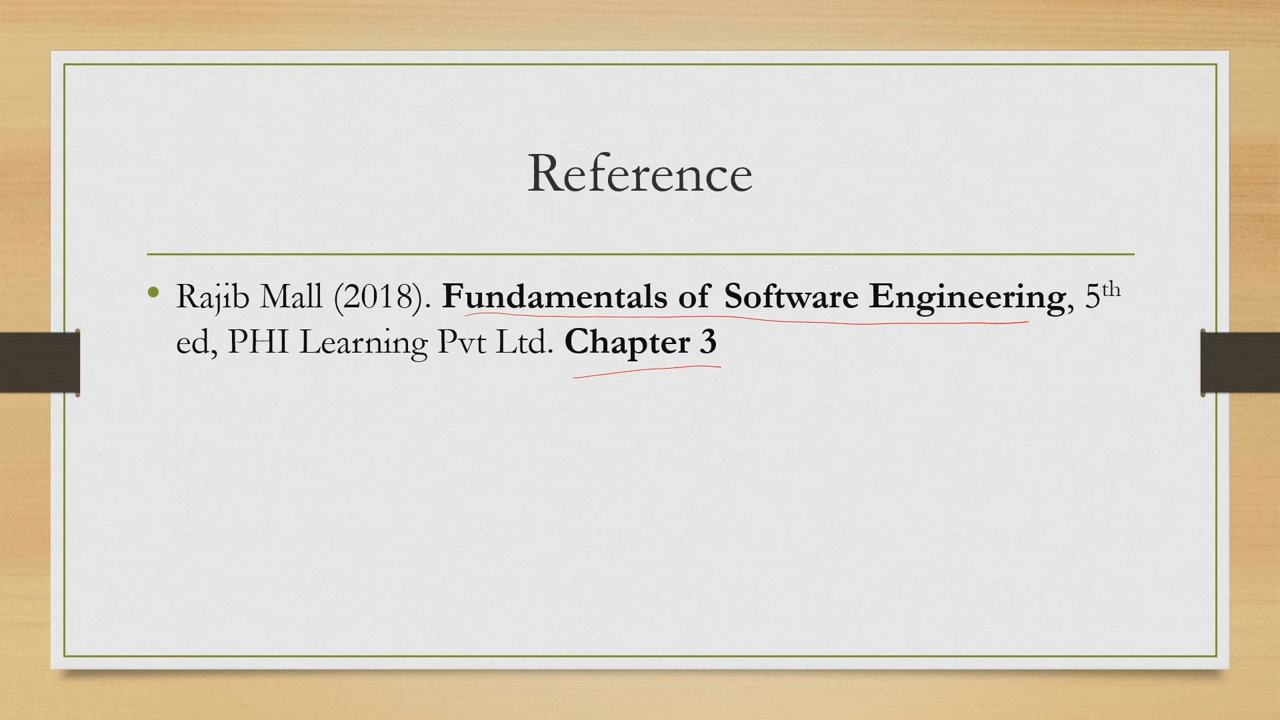 Reference
• Rajib Mall (2018). Fundamentals of Software Engineering, 5th
ed, PHI Learning Pvt Ltd. Chapter 3